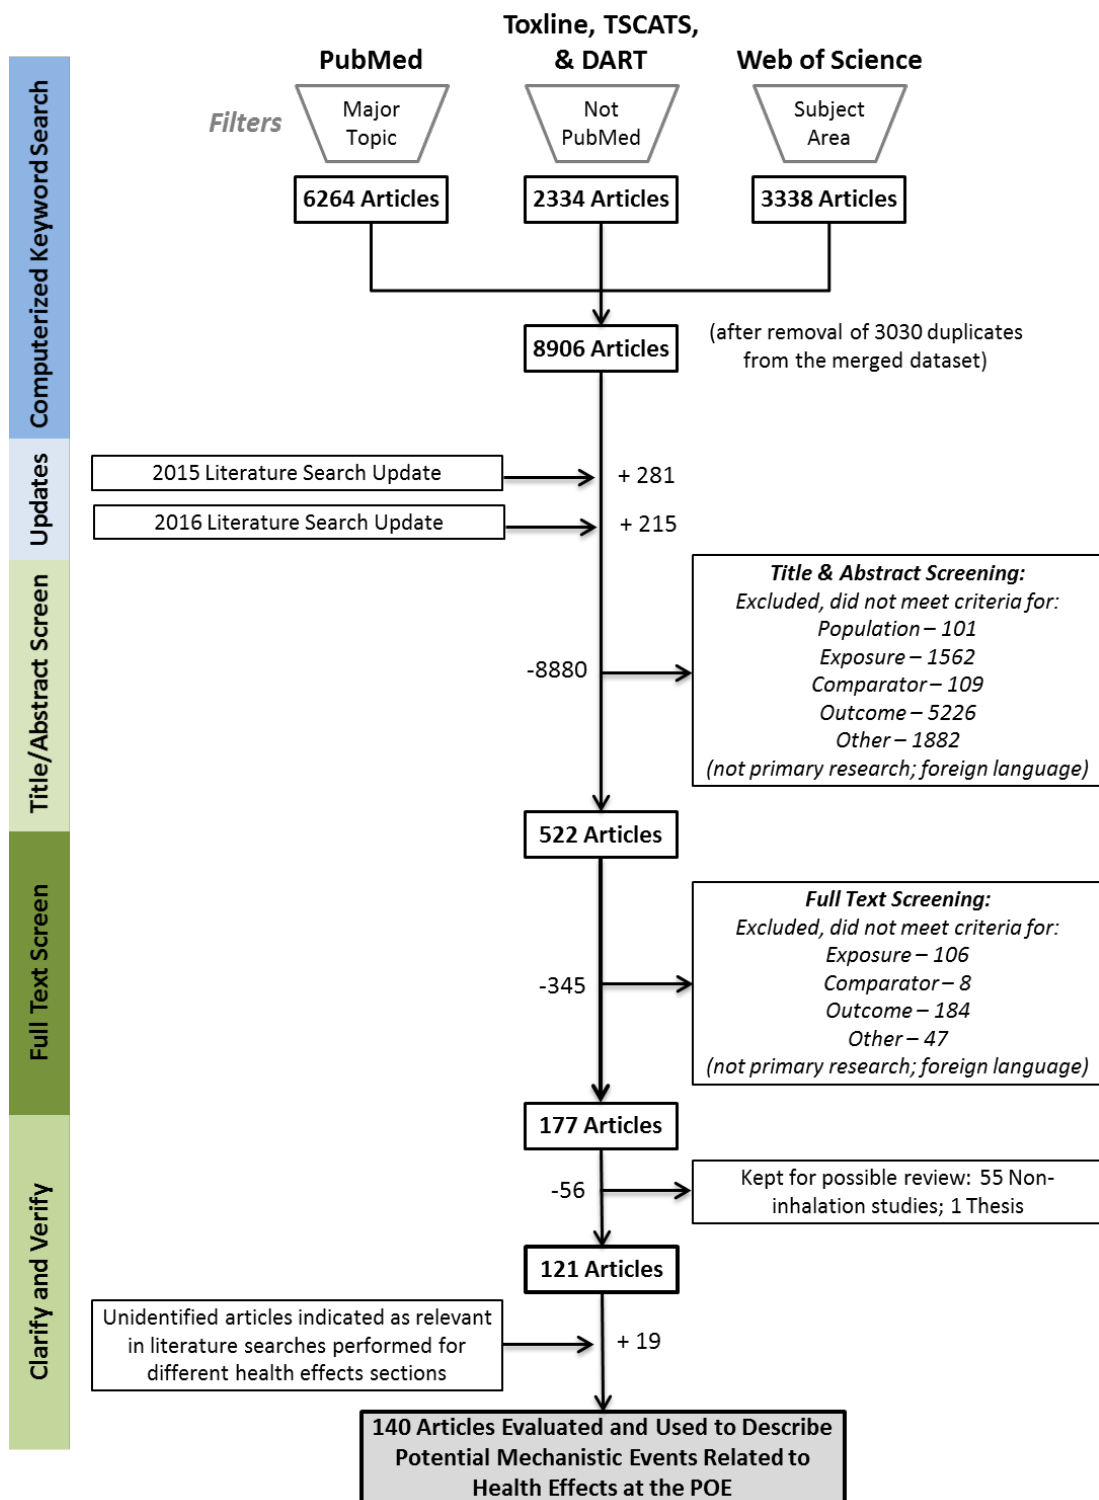 Toxline, TSCATS,
& DART
PubMed
Web of Science
Filters
Major
Topic
Not
PubMed
Subject
Area
6264 Articles
2334 Articles
3338 Articles
8906 Articles
(after removal of 3030 duplicates
from the merged dataset)
Computerized Keyword Search
Updates
2015 Literature Search Update
+ 281
2016 Literature Search Update
+ 215
Title/Abstract Screen
-8880
Title & Abstract Screening:
Excluded, did not meet criteria for:
Population – 101
Exposure – 1562
Comparator – 109
Outcome – 5226
Other – 1882
(not primary research; foreign language)
522 Articles
Full Text Screen
-345
Full Text Screening:
Excluded, did not meet criteria for:
Exposure – 106
Comparator – 8
Outcome – 184
Other – 47
(not primary research; foreign language)
177 Articles
Clarify and Verify
-56
Kept for possible review: 55 Non-
inhalation studies; 1 Thesis
121 Articles
Unidentified articles indicated as relevant
in literature searches performed for
different health effects sections
+ 19
140 Articles Evaluated and Used to Describe
Potential Mechanistic Events Related to
Health Effects at the POE